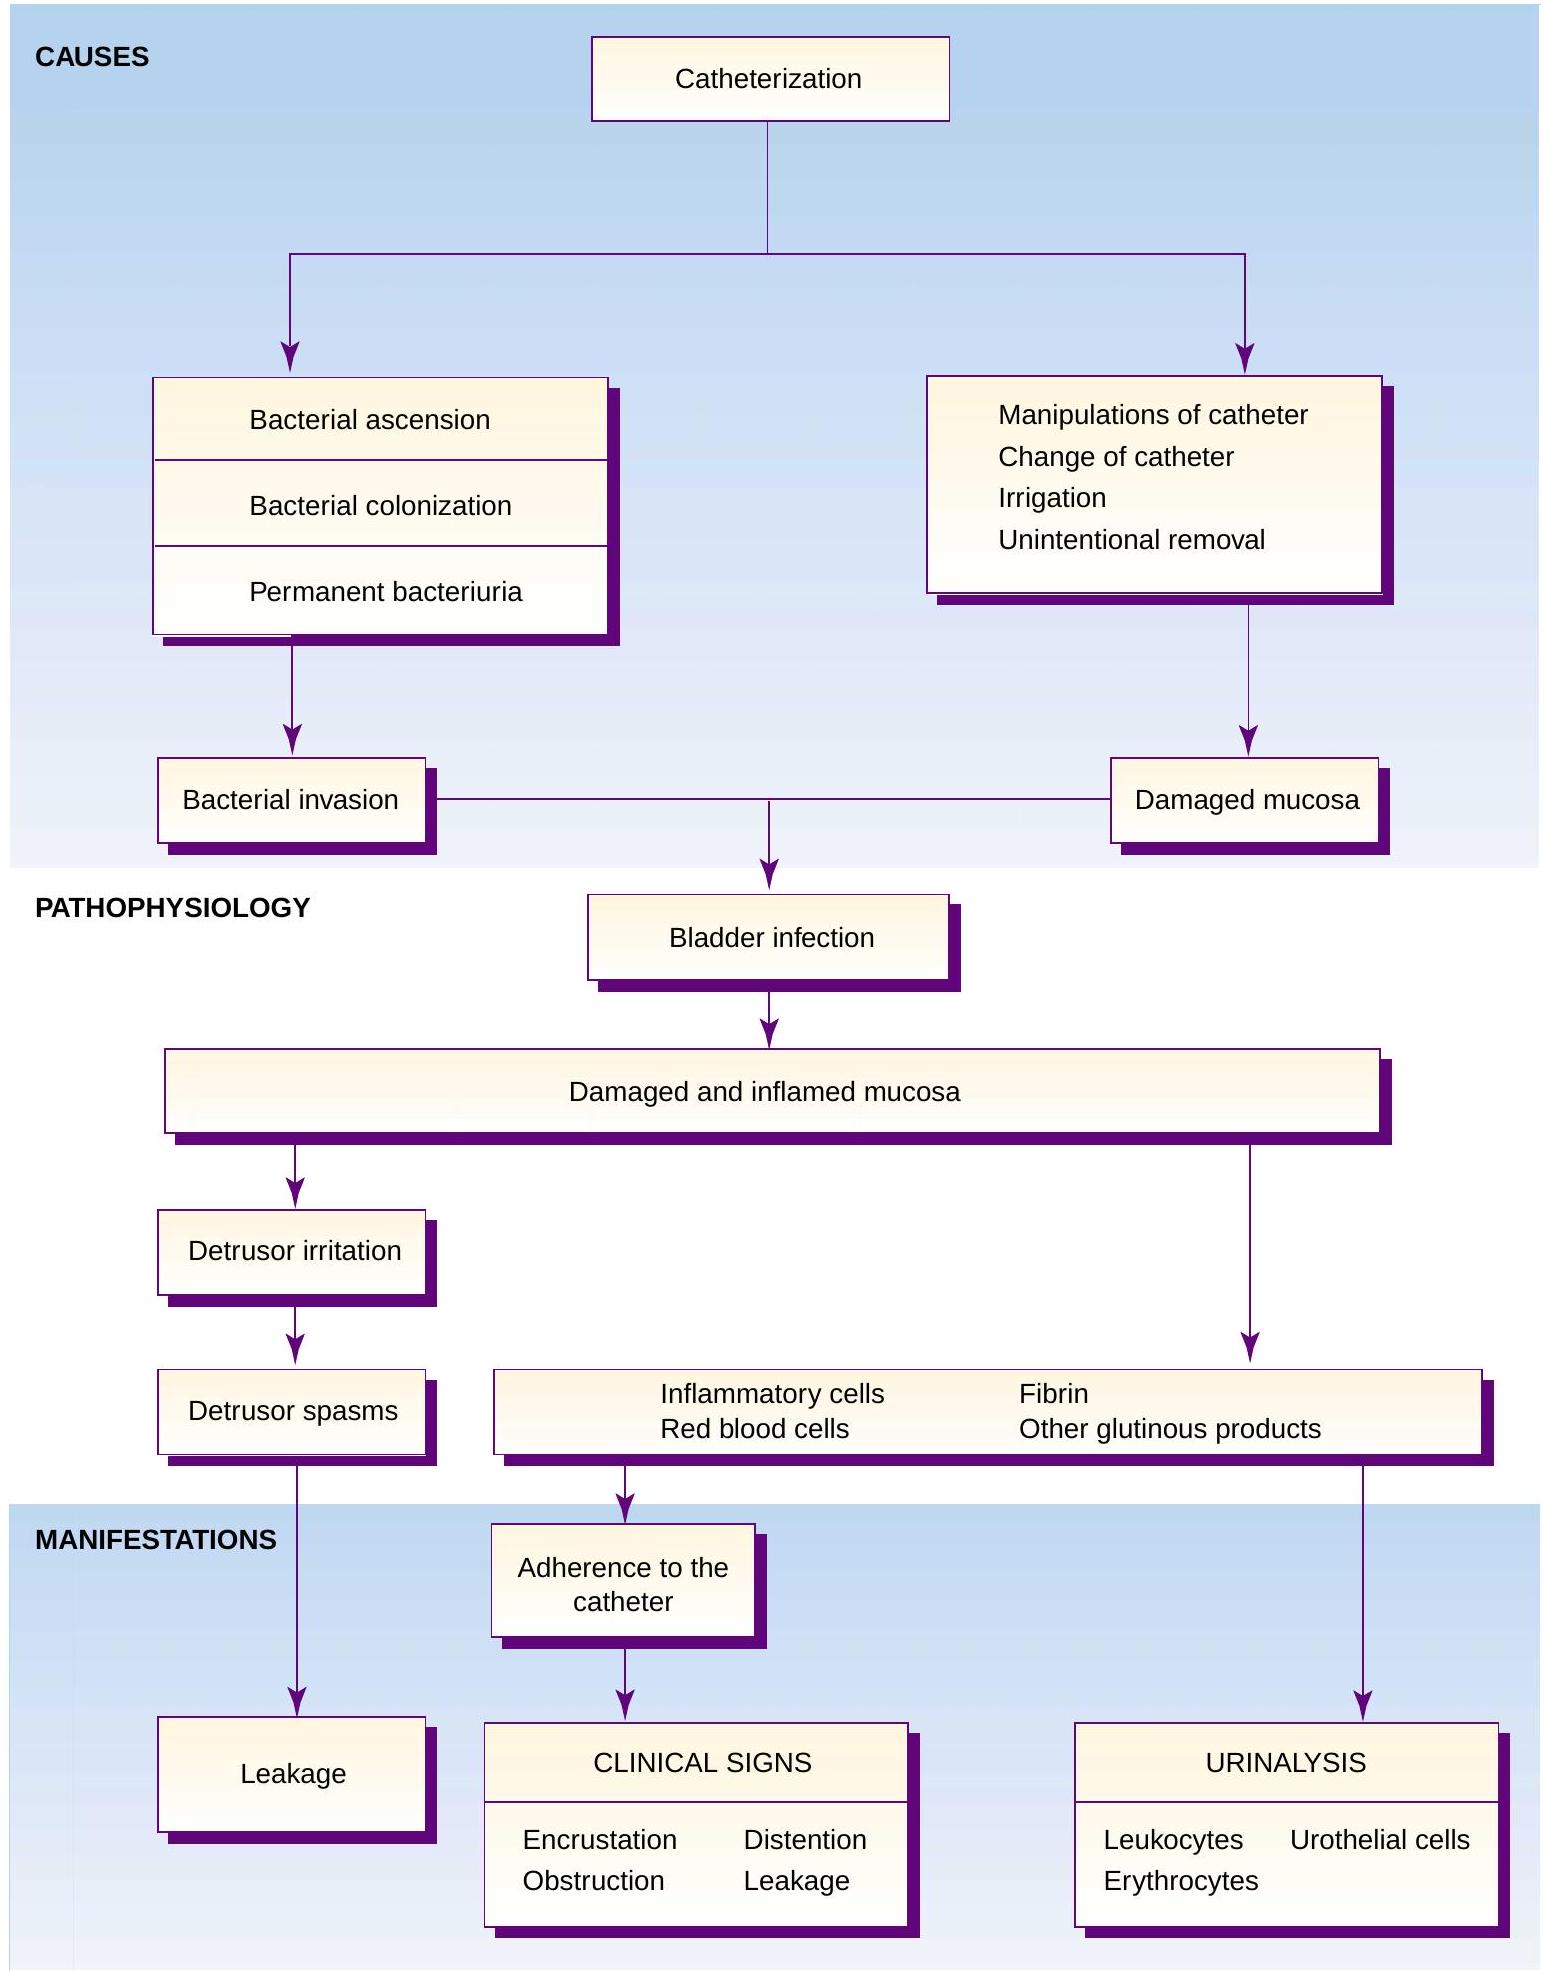 CAUSES
Catheterization
Bacterial ascension
Bacterial colonization
Permanent bacteriuria
Manipulations of catheter
Change of catheter
Irrigation
Unintentional removal
Bacterial invasion
Damaged mucosa
PATHOPHYSIOLOGY
Bladder infection
Damaged and inflamed mucosa
Detrusor irritation
Detrusor spasms
Inflammatory cells
Red blood cells
Fibrin
Other glutinous products
MANIFESTATIONS
Adherence to the
catheter
Leakage
CLINICAL SIGNS
Encrustation
Obstruction
Distention
Leakage
URINALYSIS
Leukocytes
Erythrocytes
Urothelial cells